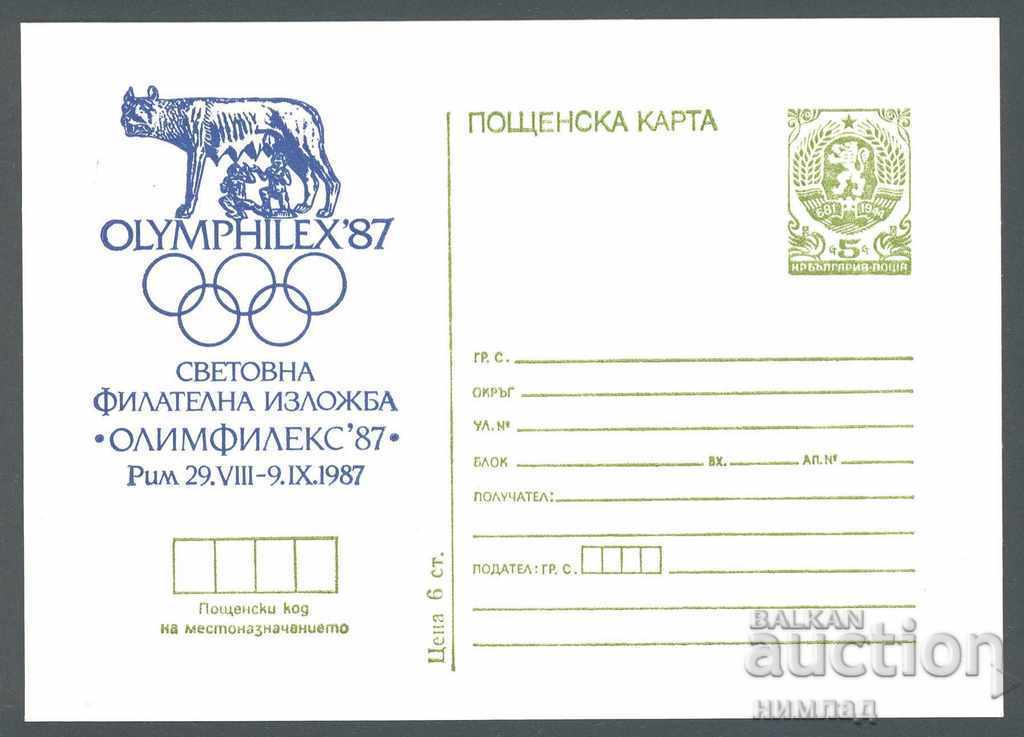 OLYMPHILEX'87
СВЕТОВНА
ФИЛАТЕЛНА ИЗЛОЖБА
•ОЛИМФИЛЕКС'87•
Рим 29.VIII-9.IX.1987
Пощенски код
на местоназначението
Цена 6 ст.
ПОЩЕНСКА КАРТА
681 1944
5
НР БЪЛГАРИЯ·ПОЩА
ГР. С.
ОКРЪГ
УЛ. №
БЛОК ВХ. АП. №
ПОЛУЧАТЕЛ:
ПОДАТЕЛ: ГР. С.
BALKAN
auction
НИМПАД